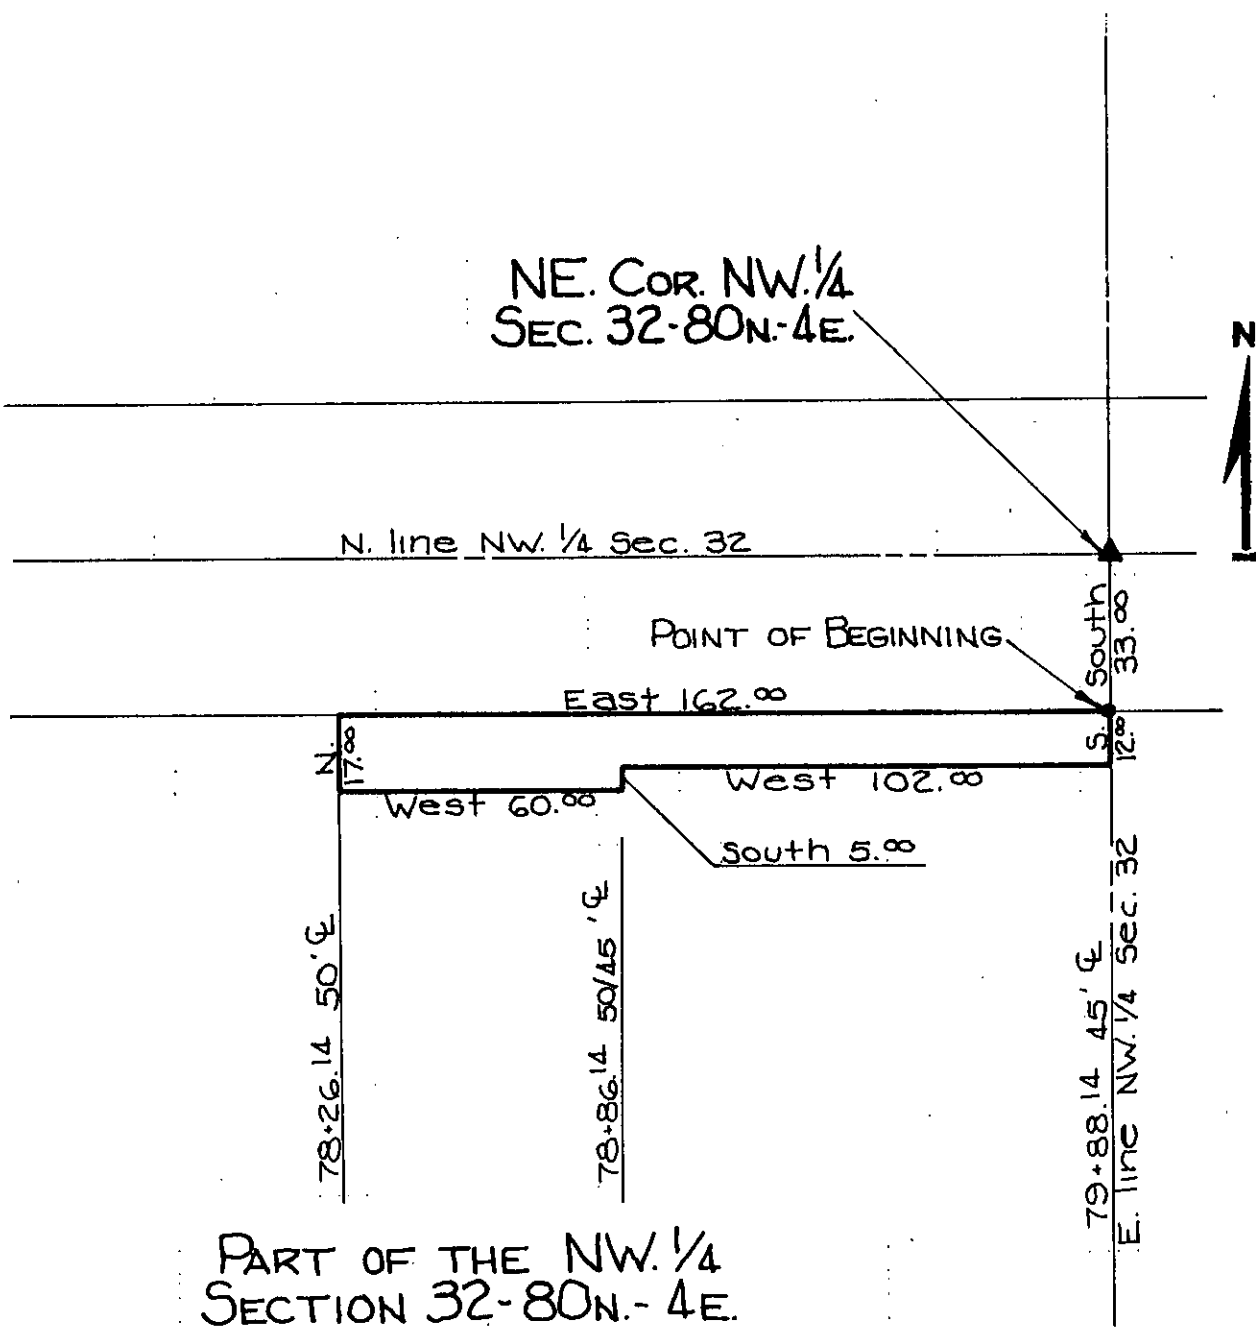 NE. COR. NW. 1/4
SEC. 32-80N.-4E.
N
N. line NW. 1/4 Sec. 32
South
33.00
POINT OF BEGINNING
East 162.00
N.
17.00
S.
12.00
West 60.00
West 102.00
South 5.00
78+26.14 50' ℄
78+86.14 50/45' ℄
79+88.14 45' ℄
E. line NW. 1/4 Sec. 32
PART OF THE NW. 1/4
SECTION 32-80N.-4E.